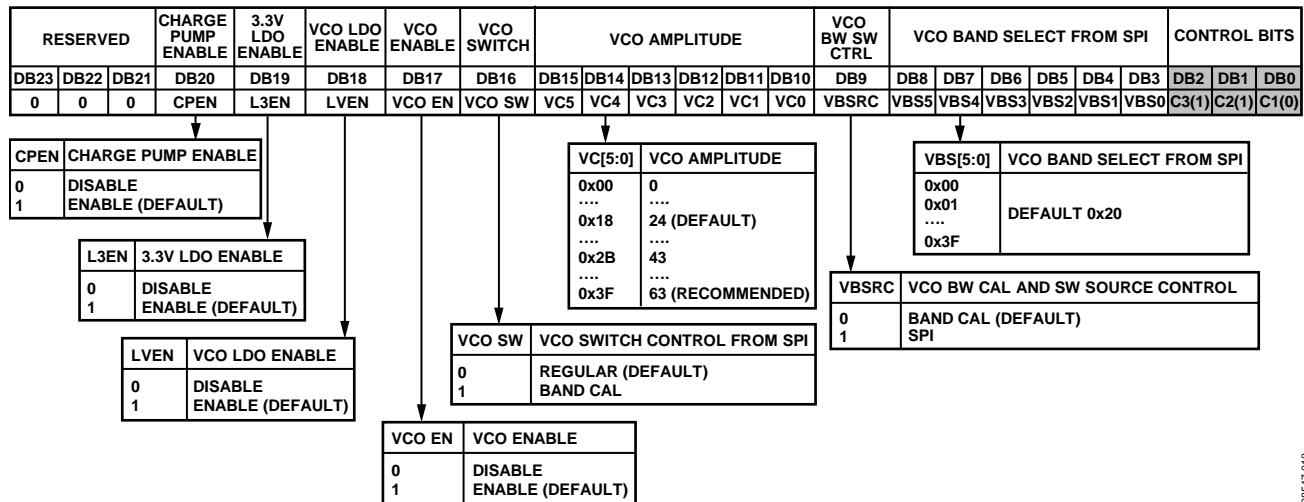 RESERVED
CHARGE PUMP ENABLE
3.3V LDO ENABLE
VCO LDO ENABLE
VCO ENABLE
VCO SWITCH
VCO AMPLITUDE
VCO BW SW CTRL
VCO BAND SELECT FROM SPI
CONTROL BITS
DB23 DB22 DB21 DB20 DB19 DB18 DB17 DB16 DB15 DB14 DB13 DB12 DB11 DB10 DB9 DB8 DB7 DB6 DB5 DB4 DB3 DB2 DB1 DB0
0 0 0 CPEN L3EN LVEN VCO EN VCO SW VC5 VC4 VC3 VC2 VC1 VC0 VBSRC VBS5 VBS4 VBS3 VBS2 VBS1 VBS0 C3(1) C2(1) C1(0)
CPEN CHARGE PUMP ENABLE
0 DISABLE
1 ENABLE (DEFAULT)
L3EN 3.3V LDO ENABLE
0 DISABLE
1 ENABLE (DEFAULT)
LVEN VCO LDO ENABLE
0 DISABLE
1 ENABLE (DEFAULT)
VCO EN VCO ENABLE
0 DISABLE
1 ENABLE (DEFAULT)
VCO SW VCO SWITCH CONTROL FROM SPI
0 REGULAR (DEFAULT)
1 BAND CAL
VC[5:0] VCO AMPLITUDE
0x00 0
.... ....
0x18 24 (DEFAULT)
.... ....
0x2B 43
.... ....
0x3F 63 (RECOMMENDED)
VBSRC VCO BW CAL AND SW SOURCE CONTROL
0 BAND CAL (DEFAULT)
1 SPI
VBS[5:0] VCO BAND SELECT FROM SPI
0x00
0x01
....
0x3F
DEFAULT 0x20